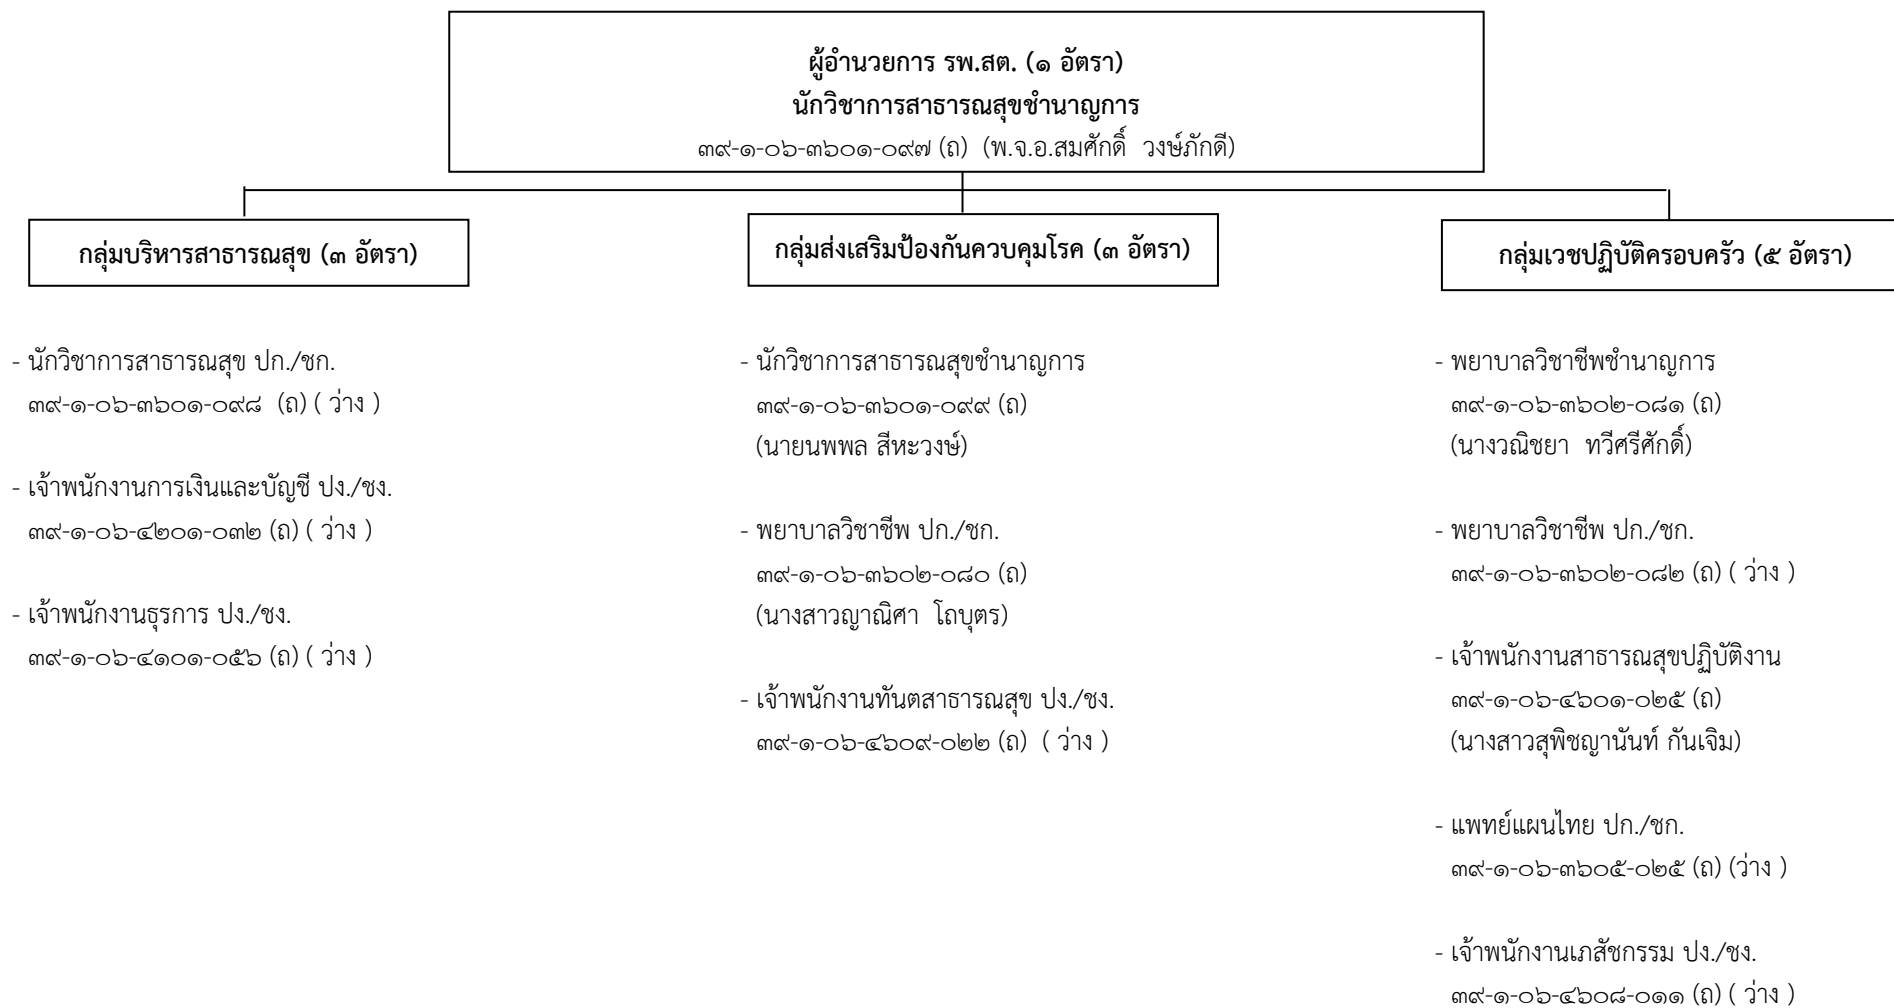 ผู้อำนวยการ รพ.สต. (๑ อัตรา)
นักวิชาการสาธารณสุขชำนาญการ
๓๙-๑-๐๖-๓๖๐๑-๐๙๗ (ถ) (พ.จ.อ.สมศักดิ์ วงษ์ภักดี)
กลุ่มบริหารสาธารณสุข (๓ อัตรา)
- นักวิชาการสาธารณสุข ปก./ชก.
๓๙-๑-๐๖-๓๖๐๑-๐๙๘ (ถ) ( ว่าง )
- เจ้าพนักงานการเงินและบัญชี ปง./ชง.
๓๙-๑-๐๖-๔๒๐๑-๐๓๒ (ถ) ( ว่าง )
- เจ้าพนักงานธุรการ ปง./ชง.
๓๙-๑-๐๖-๔๑๐๑-๐๕๖ (ถ) ( ว่าง )
กลุ่มส่งเสริมป้องกันควบคุมโรค (๓ อัตรา)
- นักวิชาการสาธารณสุขชำนาญการ
๓๙-๑-๐๖-๓๖๐๑-๐๙๙ (ถ)
(นายนพพล สีหะวงษ์)
- พยาบาลวิชาชีพ ปก./ชก.
๓๙-๑-๐๖-๓๖๐๒-๐๘๐ (ถ)
(นางสาวญาณิศา โถบุตร)
- เจ้าพนักงานทันตสาธารณสุข ปง./ชง.
๓๙-๑-๐๖-๔๖๐๙-๐๒๒ (ถ) ( ว่าง )
กลุ่มเวชปฏิบัติครอบครัว (๕ อัตรา)
- พยาบาลวิชาชีพชำนาญการ
๓๙-๑-๐๖-๓๖๐๒-๐๘๑ (ถ)
(นางวณิชยา ทวีศรีศักดิ์)
- พยาบาลวิชาชีพ ปก./ชก.
๓๙-๑-๐๖-๓๖๐๒-๐๘๒ (ถ) ( ว่าง )
- เจ้าพนักงานสาธารณสุขปฏิบัติงาน
๓๙-๑-๐๖-๔๖๐๑-๐๒๕ (ถ)
(นางสาวสุพิชญานันท์ กันเจิม)
- แพทย์แผนไทย ปก./ชก.
๓๙-๑-๐๖-๓๖๐๕-๐๒๕ (ถ) (ว่าง )
- เจ้าพนักงานเภสัชกรรม ปง./ชง.
๓๙-๑-๐๖-๔๖๐๘-๐๑๑ (ถ) ( ว่าง )